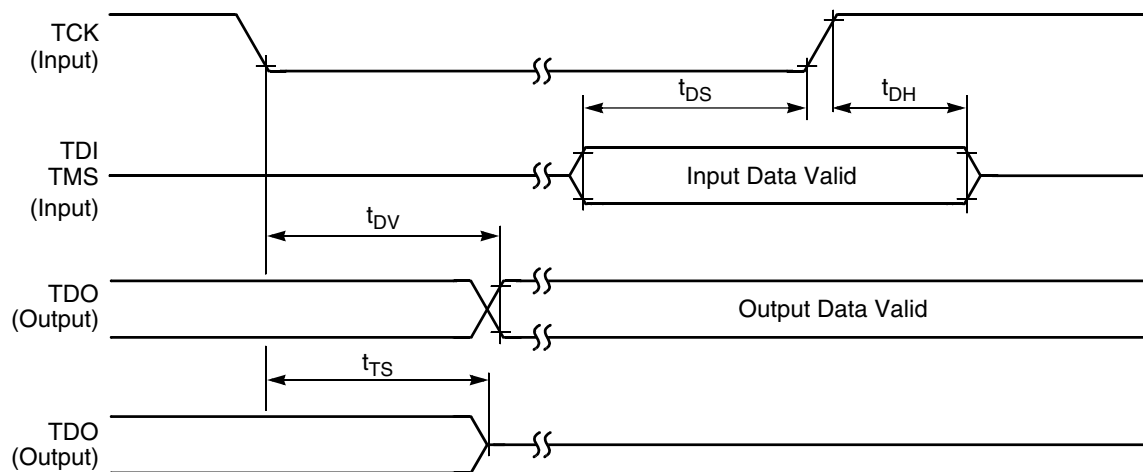 TCK
(Input)
tDS
tDH
TDI
TMS
(Input)
Input Data Valid
tDV
TDO
(Output)
Output Data Valid
tTS
TDO
(Output)